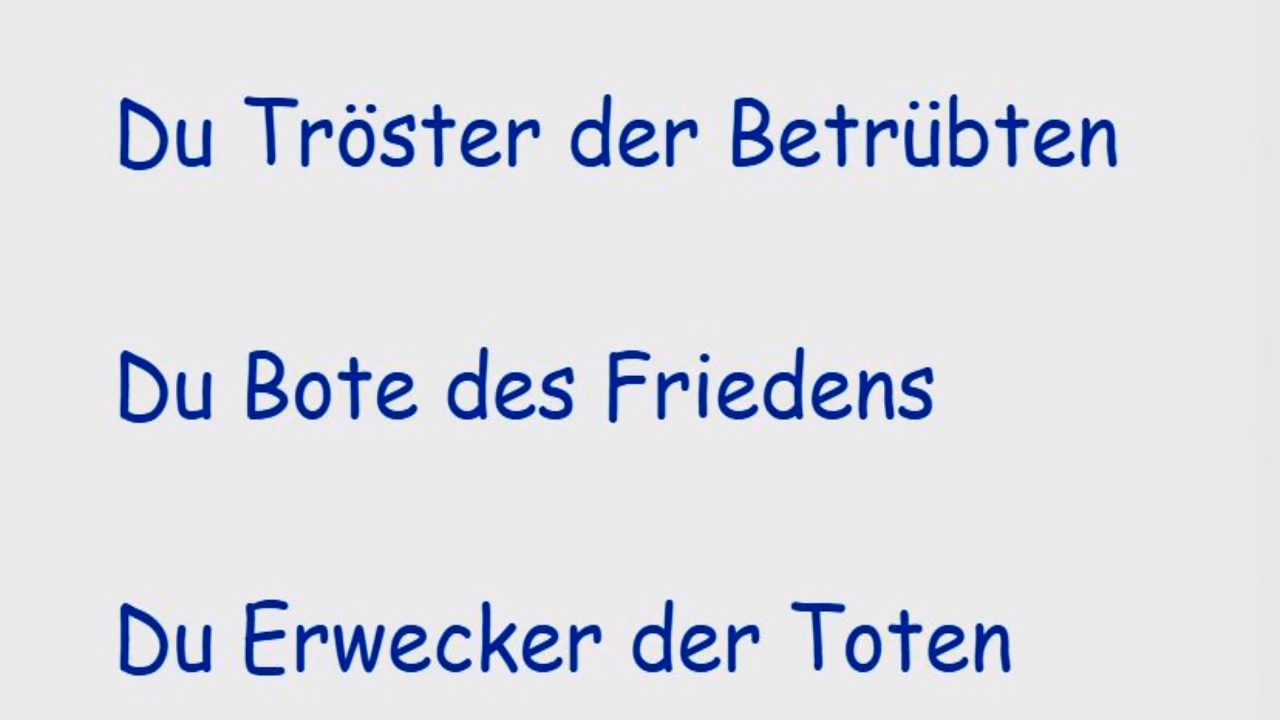 Du Tröster der Betrübten
Du Bote des Friedens
Du Erwecker der Toten